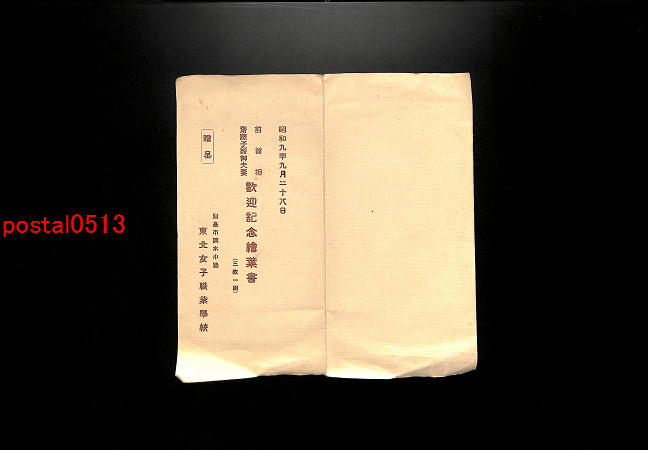 昭和九年九月二十八日
前首相
齋藤子爵御夫妻
歡迎記念繪葉書
(三枚一組)
贈呈
仙臺市清水小路
東北女子職業學校
postal0513